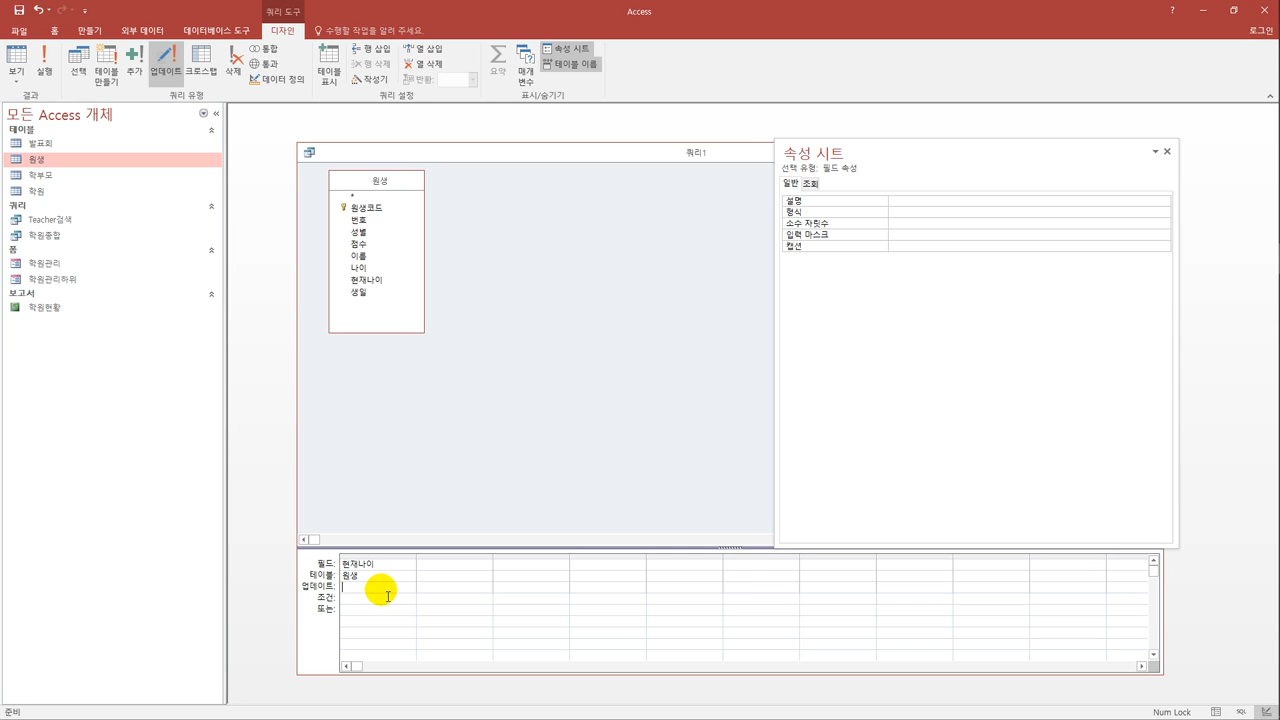 쿼리 도구
Access
?
파일
홈
만들기
외부 데이터
데이터베이스 도구
디자인
수행할 작업을 알려 주세요.
로그인
보기
실행
선택
테이블
만들기
추가
업데이트
크로스탭
삭제
통합
통과
데이터 정의
테이블
표시
행 삽입
행 삭제
작성기
열 삽입
열 삭제
반환:
요약
매개
변수
속성 시트
테이블 이름
결과
쿼리 유형
쿼리 설정
표시/숨기기
모든 Access 개체
테이블
발표회
원생
학부모
학원
쿼리
Teacher검색
학원종합
폼
학원관리
학원관리하위
보고서
학원현황
쿼리1
원생
*
원생코드
번호
성별
점수
이름
나이
현재나이
생일
속성 시트
선택 유형: 필드 속성
일반 조회
설명
형식
소수 자릿수
입력 마스크
캡션
필드: 현재나이
테이블: 원생
업데이트:
조건:
또는:
준비
Num Lock
SQL